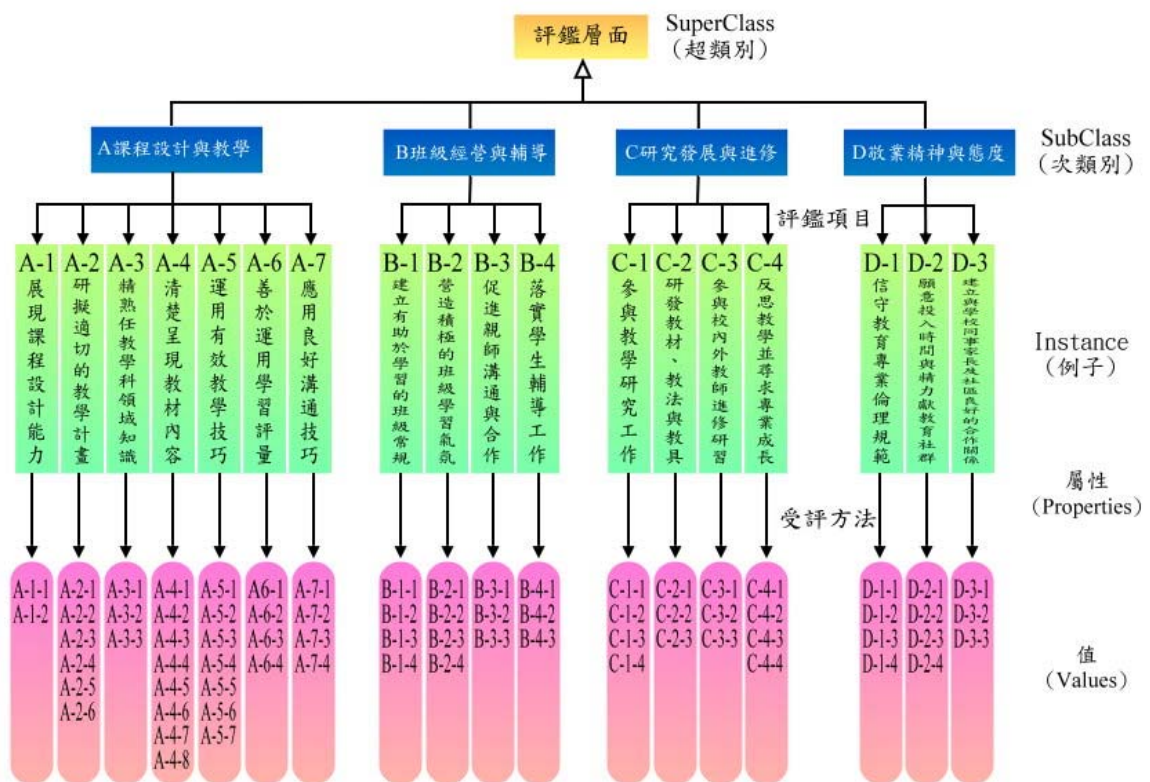 評鑑層面
SuperClass
(超類別)
A課程設計與教學
B班級經營與輔導
C研究發展與進修
D敬業精神與態度
SubClass
(次類別)
評鑑項目
A-1
展現課程設計能力
A-2
研擬適切的教學計畫
A-3
精熟任教學科領域知識
A-4
清楚呈現教材內容
A-5
運用有效教學技巧
A-6
善於運用學習評量
A-7
應用良好溝通技巧
B-1
建立有助於學習的班級常規
B-2
營造積極的班級學習氣氛
B-3
促進親師溝通與合作
B-4
落實學生輔導工作
C-1
參與教學研究工作
C-2
研發教材、教法與教具
C-3
參與校內外教師進修研習
C-4
反思教學並尋求專業成長
D-1
信守教育專業倫理規範
D-2
願意投入時間與精力獻教育社群
D-3
建立與學校同事家長及社區良好的合作關係
Instance
(例子)
屬性
(Properties)
受評方法
A-1-1
A-1-2
A-2-1
A-2-2
A-2-3
A-2-4
A-2-5
A-2-6
A-3-1
A-3-2
A-3-3
A-4-1
A-4-2
A-4-3
A-4-4
A-4-5
A-4-6
A-4-7
A-4-8
A-5-1
A-5-2
A-5-3
A-5-4
A-5-5
A-5-6
A-5-7
A6-1
A-6-2
A-6-3
A-6-4
A-7-1
A-7-2
A-7-3
A-7-4
B-1-1
B-1-2
B-1-3
B-1-4
B-2-1
B-2-2
B-2-3
B-2-4
B-3-1
B-3-2
B-3-3
B-4-1
B-4-2
B-4-3
C-1-1
C-1-2
C-1-3
C-1-4
C-2-1
C-2-2
C-2-3
C-3-1
C-3-2
C-3-3
C-4-1
C-4-2
C-4-3
C-4-4
D-1-1
D-1-2
D-1-3
D-1-4
D-2-1
D-2-2
D-2-3
D-2-4
D-3-1
D-3-2
D-3-3
值
(Values)